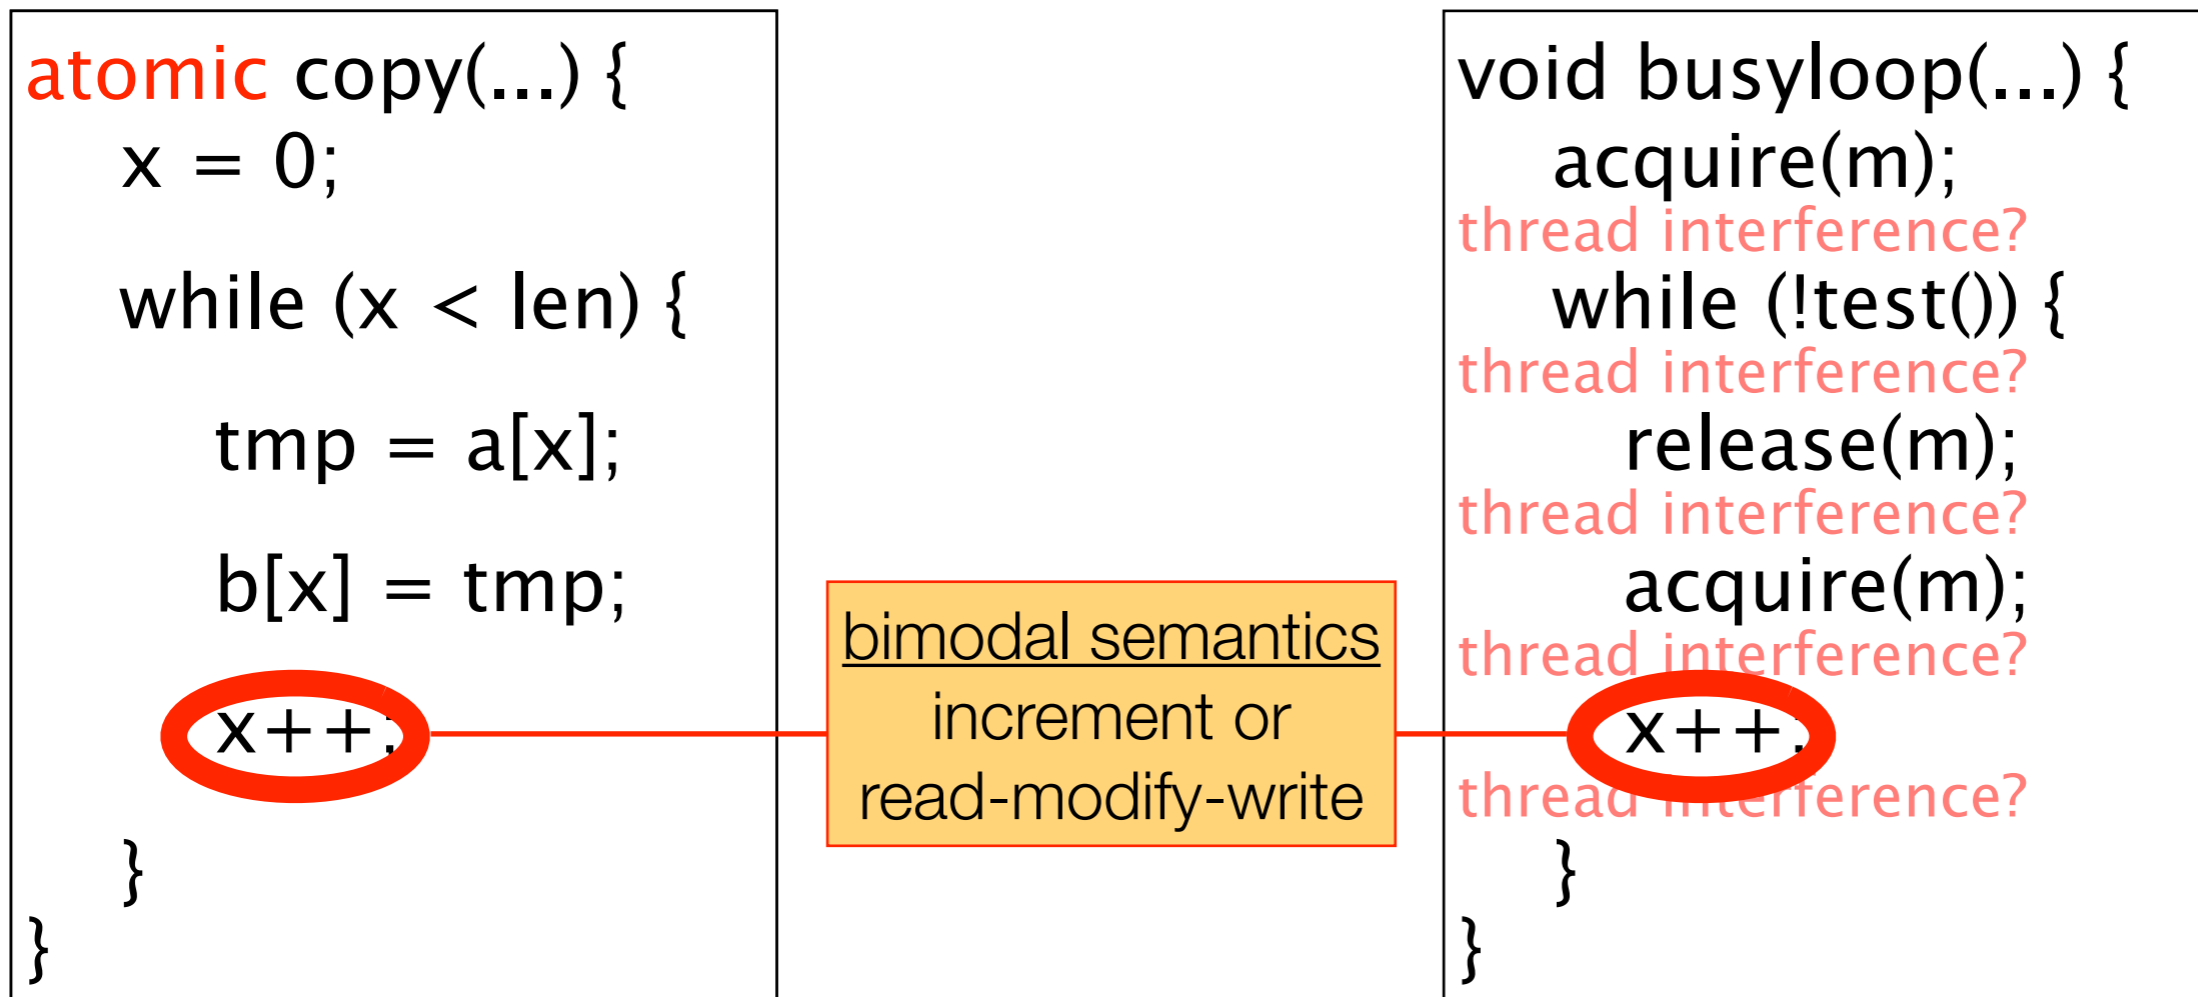 atomic copy(...) {
x = 0;
while (x < len) {
tmp = a[x];
b[x] = tmp;
x++;
}
}
bimodal semantics
increment or
read-modify-write
void busyloop(...) {
acquire(m);
thread interference?
while (!test()) {
thread interference?
release(m);
thread interference?
acquire(m);
thread interference?
x++;
thread interference?
}
}